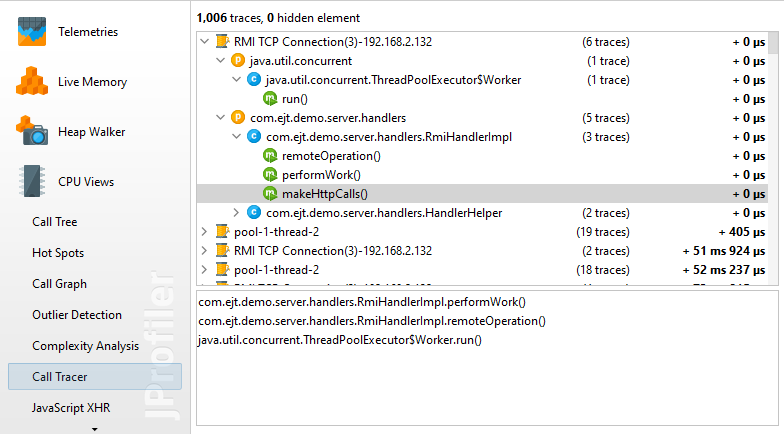 1,006 traces, 0 hidden element
Telemetries
Live Memory
Heap Walker
CPU Views
Call Tree
Hot Spots
Call Graph
Outlier Detection
Complexity Analysis
Call Tracer
JavaScript XHR
JProfiler
RMI TCP Connection(3)-192.168.2.132 (6 traces) + 0 µs
P java.util.concurrent (1 trace) + 0 µs
C java.util.concurrent.ThreadPoolExecutor$Worker (1 trace) + 0 µs
m run() + 0 µs
P com.ejt.demo.server.handlers (5 traces) + 0 µs
C com.ejt.demo.server.handlers.RmiHandlerImpl (3 traces) + 0 µs
m remoteOperation() + 0 µs
m performWork() + 0 µs
m makeHttpCalls() + 0 µs
C com.ejt.demo.server.handlers.HandlerHelper (2 traces) + 0 µs
pool-1-thread-2 (19 traces) + 405 µs
RMI TCP Connection(3)-192.168.2.132 (2 traces) + 51 ms 924 µs
pool-1-thread-2 (18 traces) + 52 ms 237 µs
com.ejt.demo.server.handlers.RmiHandlerImpl.performWork()
com.ejt.demo.server.handlers.RmiHandlerImpl.remoteOperation()
java.util.concurrent.ThreadPoolExecutor$Worker.run()